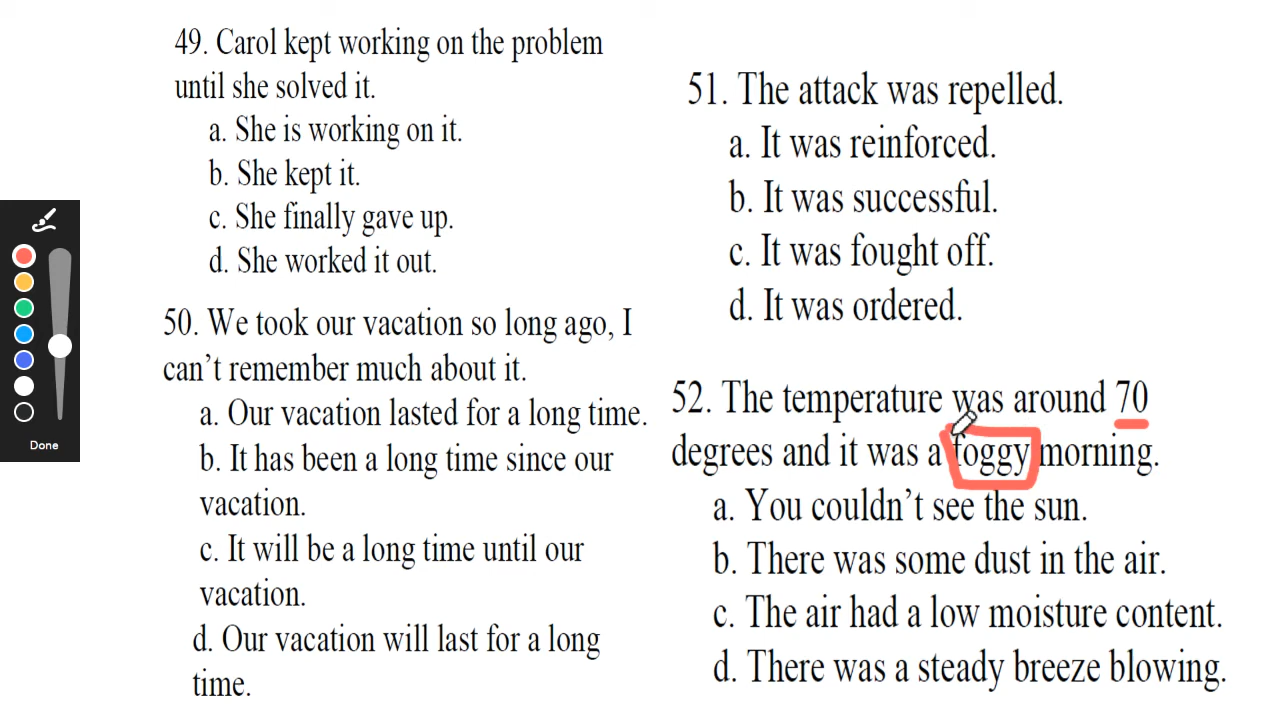 49. Carol kept working on the problem
until she solved it.
a. She is working on it.
b. She kept it.
c. She finally gave up.
d. She worked it out.
50. We took our vacation so long ago, I
can’t remember much about it.
a. Our vacation lasted for a long time.
b. It has been a long time since our
vacation.
c. It will be a long time until our
vacation.
d. Our vacation will last for a long
time.
51. The attack was repelled.
a. It was reinforced.
b. It was successful.
c. It was fought off.
d. It was ordered.
52. The temperature was around 70
degrees and it was a foggy morning.
a. You couldn’t see the sun.
b. There was some dust in the air.
c. The air had a low moisture content.
d. There was a steady breeze blowing.
Done